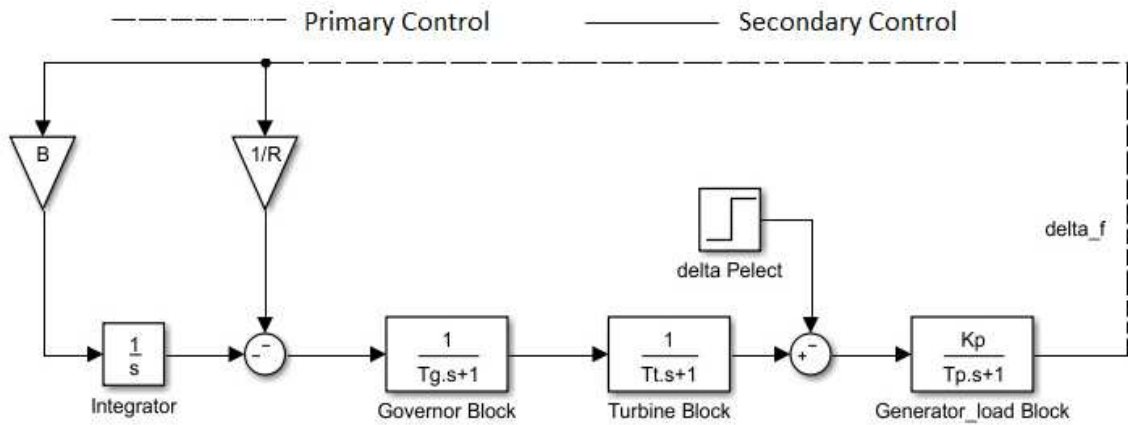 Primary Control
Secondary Control
B
1/R
delta Pelect
delta_f
1
s
Integrator
− −
1
Tg.s+1
Governor Block
1
Tt.s+1
Turbine Block
+ −
Kp
Tp.s+1
Generator_load Block